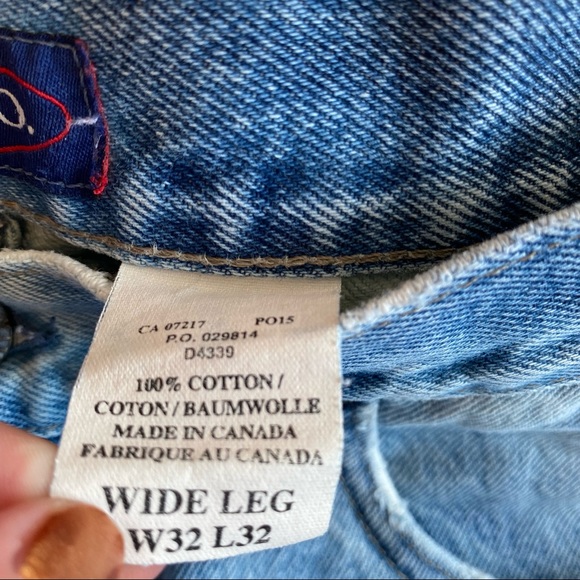 O.
CA 07217 PO15
P.O. 029814
D4339
100% COTTON/
COTON/BAUMWOLLE
MADE IN CANADA
FABRIQUE AU CANADA
WIDE LEG
W32 L32